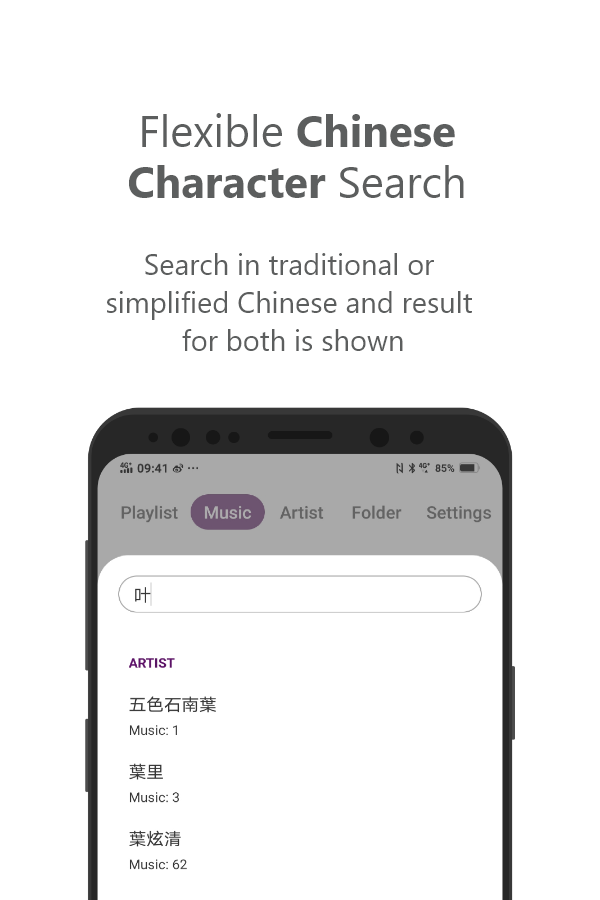 Flexible Chinese
Character Search
Search in traditional or
simplified Chinese and result
for both is shown
4G+ 09:41 ··· 4G+ 85%
Playlist Music Artist Folder Settings
叶
ARTIST
五色石南葉
Music: 1
葉里
Music: 3
葉炫清
Music: 62